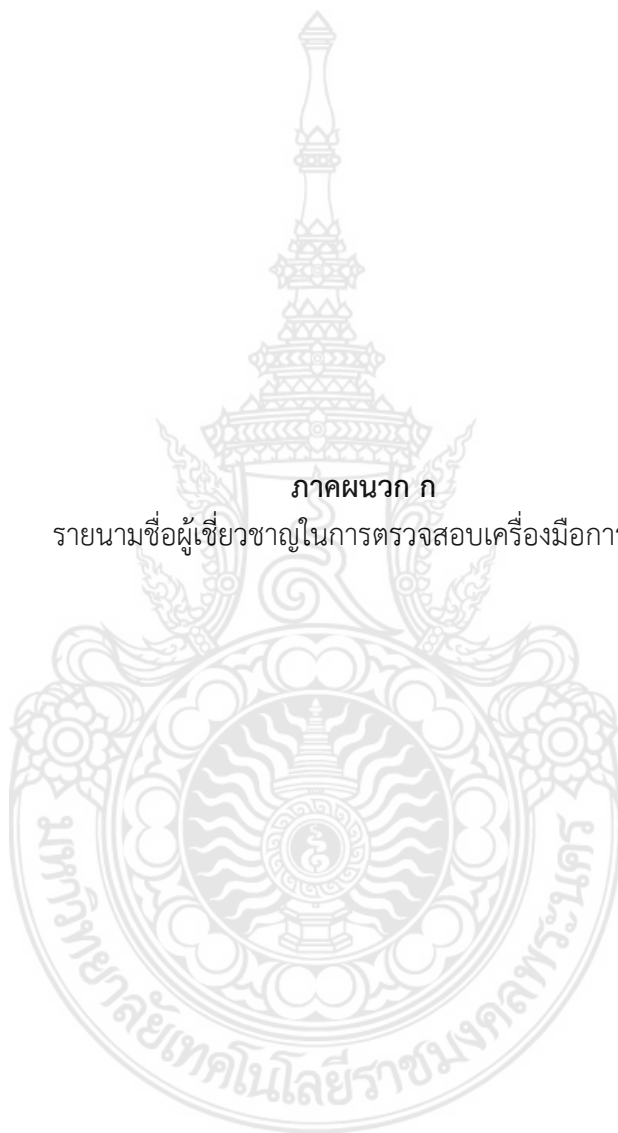 ภาคผนวก ก
รายนามชื่อผู้เชี่ยวชาญในการตรวจสอบเครื่องมือการ
มหาวิทยาลัยเทคโนโลยีราชมงคลพระนคร